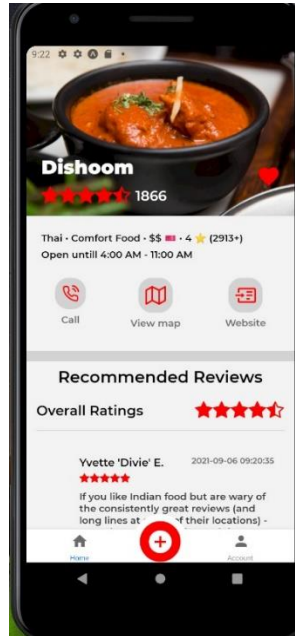 9:22
Dishoom
1866
Thai • Comfort Food • $$ 💵 • 4 ⭐ (2913+)
Open untill 4:00 AM - 11:00 AM
Call View map Website
Recommended Reviews
Overall Ratings
Yvette 'Divie' E. 2021-09-06 09:20:35
If you like Indian food but are wary of
the consistently great reviews (and
long lines at of their locations) -
Home Account